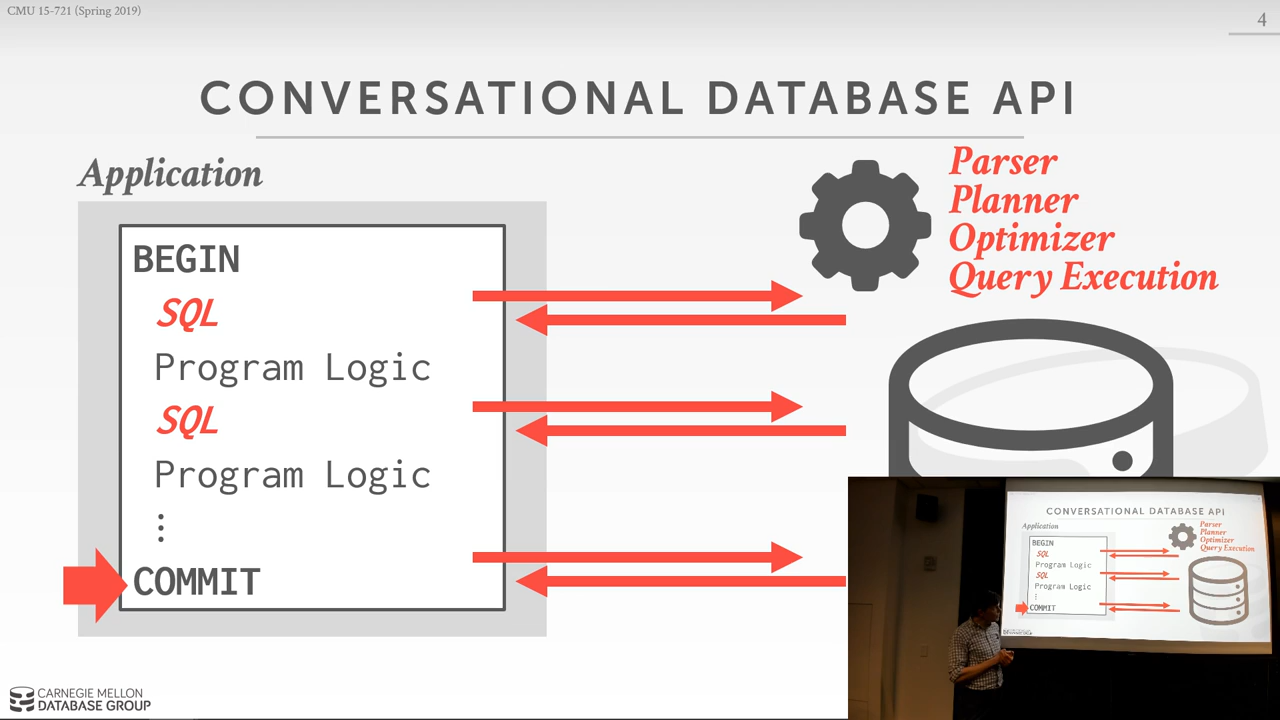 CMU 15-721 (Spring 2019)
4
CONVERSATIONAL DATABASE API
Application
Parser
Planner
Optimizer
Query Execution
BEGIN
SQL
Program Logic
SQL
Program Logic
⋮
COMMIT
CARNEGIE MELLON
DATABASE GROUP
CONVERSATIONAL DATABASE API
Application
Parser
Planner
Optimizer
Query Execution
BEGIN
SQL
Program Logic
SQL
Program Logic
⋮
COMMIT